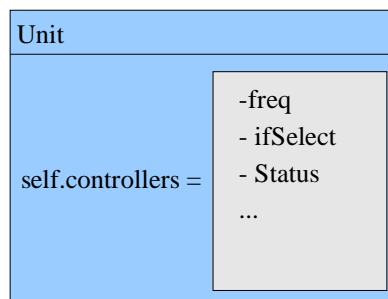 Unit
self.controllers =
-freq
- ifSelect
- Status
...